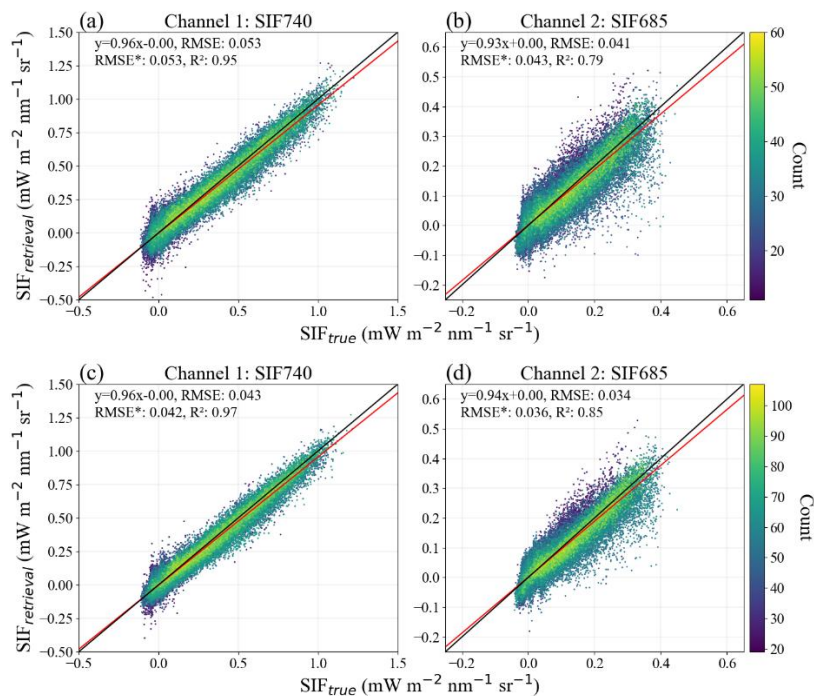 (a) Channel 1: SIF740
y=0.96x-0.00, RMSE: 0.053
RMSE*: 0.053, R²: 0.95
1.50
1.25
1.00
0.75
0.50
0.25
0.00
−0.25
−0.50
−0.5 0.0 0.5 1.0 1.5
(b) Channel 2: SIF685
y=0.93x+0.00, RMSE: 0.041
RMSE*: 0.043, R²: 0.79
0.6
0.5
0.4
0.3
0.2
0.1
0.0
−0.1
−0.2
−0.2 0.0 0.2 0.4 0.6
60
50
40
30
20
Count
SIFretrieval (mW m−2 nm−1 sr−1)
SIFtrue (mW m−2 nm−1 sr−1)
(c) Channel 1: SIF740
y=0.96x-0.00, RMSE: 0.043
RMSE*: 0.042, R²: 0.97
1.50
1.25
1.00
0.75
0.50
0.25
0.00
−0.25
−0.50
−0.5 0.0 0.5 1.0 1.5
(d) Channel 2: SIF685
y=0.94x+0.00, RMSE: 0.034
RMSE*: 0.036, R²: 0.85
0.6
0.5
0.4
0.3
0.2
0.1
0.0
−0.1
−0.2
−0.2 0.0 0.2 0.4 0.6
100
90
80
70
60
50
40
30
20
Count
SIFretrieval (mW m−2 nm−1 sr−1)
SIFtrue (mW m−2 nm−1 sr−1)